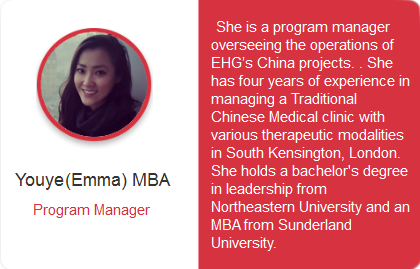 She is a program manager
overseeing the operations of
EHG's China projects. . She
has four years of experience in
managing a Traditional
Chinese Medical clinic with
various therapeutic modalities
in South Kensington, London.
She holds a bachelor's degree
in leadership from
Northeastern University and an
MBA from Sunderland
University.
Youye(Emma) MBA
Program Manager